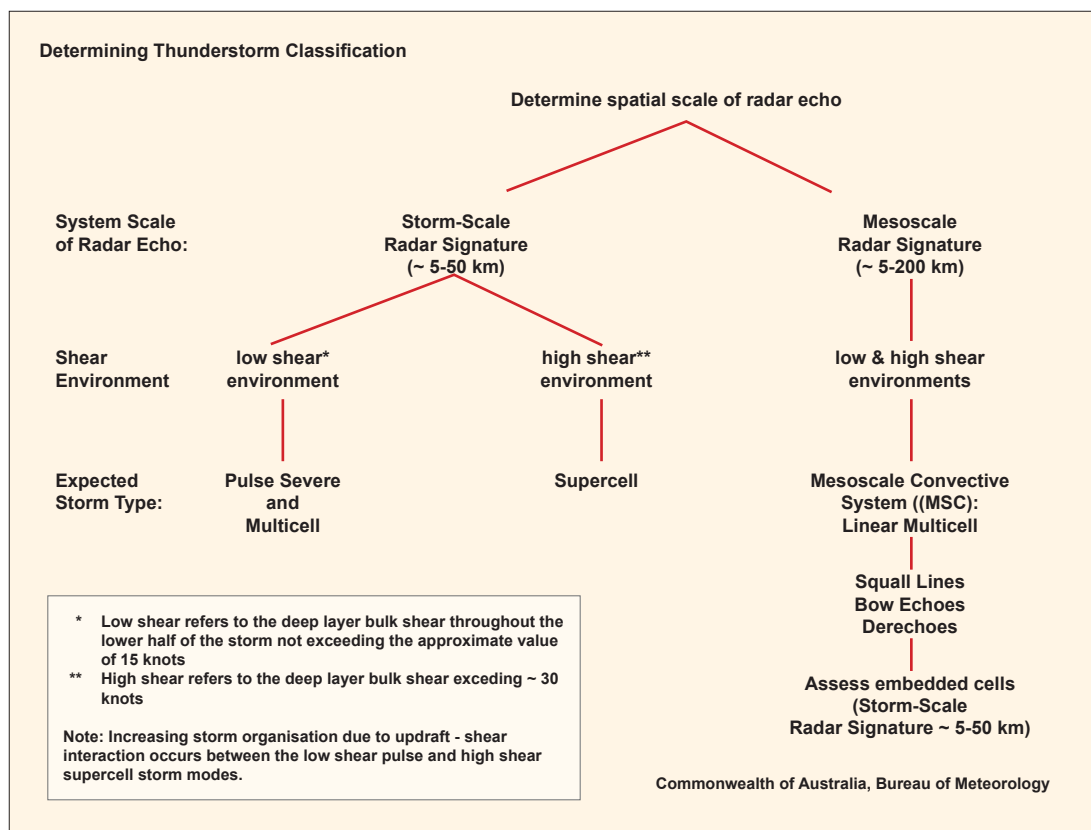 Determining Thunderstorm Classification
Determine spatial scale of radar echo
System Scale
of Radar Echo:
Storm-Scale
Radar Signature
(~ 5-50 km)
Mesoscale
Radar Signature
(~ 5-200 km)
Shear
Environment
low shear*
environment
high shear**
environment
low & high shear
environments
Expected
Storm Type:
Pulse Severe
and
Multicell
Supercell
Mesoscale Convective
System ((MSC):
Linear Multicell
Squall Lines
Bow Echoes
Derechoes
Assess embedded cells
(Storm-Scale
Radar Signature ~ 5-50 km)
* Low shear refers to the deep layer bulk shear throughout the
lower half of the storm not exceeding the approximate value
of 15 knots
** High shear refers to the deep layer bulk shear exceding ~ 30
knots
Note: Increasing storm organisation due to updraft - shear
interaction occurs between the low shear pulse and high shear
supercell storm modes.
Commonwealth of Australia, Bureau of Meteorology